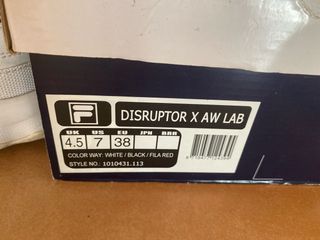 DISRUPTOR X AW LAB
UK US EU JPN BRR
4.5 7 38
COLOR WAY: WHITE / BLACK / FILA RED
STYLE NO.: 1010431.113